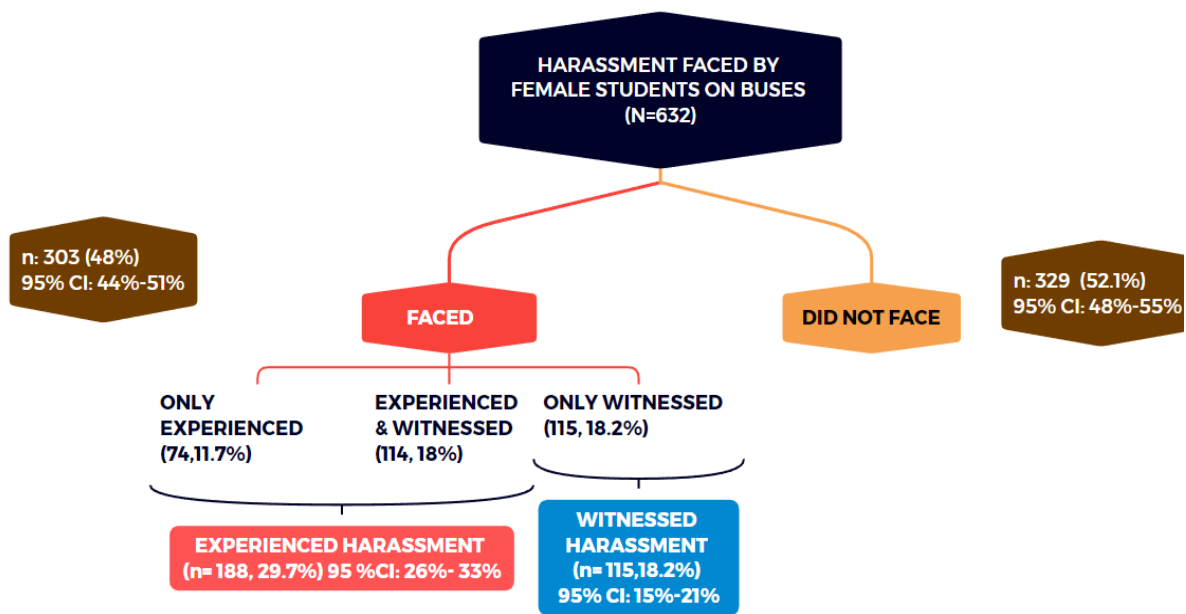 HARASSMENT FACED BY
FEMALE STUDENTS ON BUSES
(N=632)
n: 303 (48%)
95% CI: 44%-51%
n: 329 (52.1%)
95% CI: 48%-55%
FACED
DID NOT FACE
ONLY
EXPERIENCED
(74,11.7%)
EXPERIENCED
& WITNESSED
(114, 18%)
ONLY WITNESSED
(115, 18.2%)
EXPERIENCED HARASSMENT
(n= 188, 29.7%) 95 %CI: 26%- 33%
WITNESSED
HARASSMENT
(n= 115,18.2%)
95% CI: 15%-21%